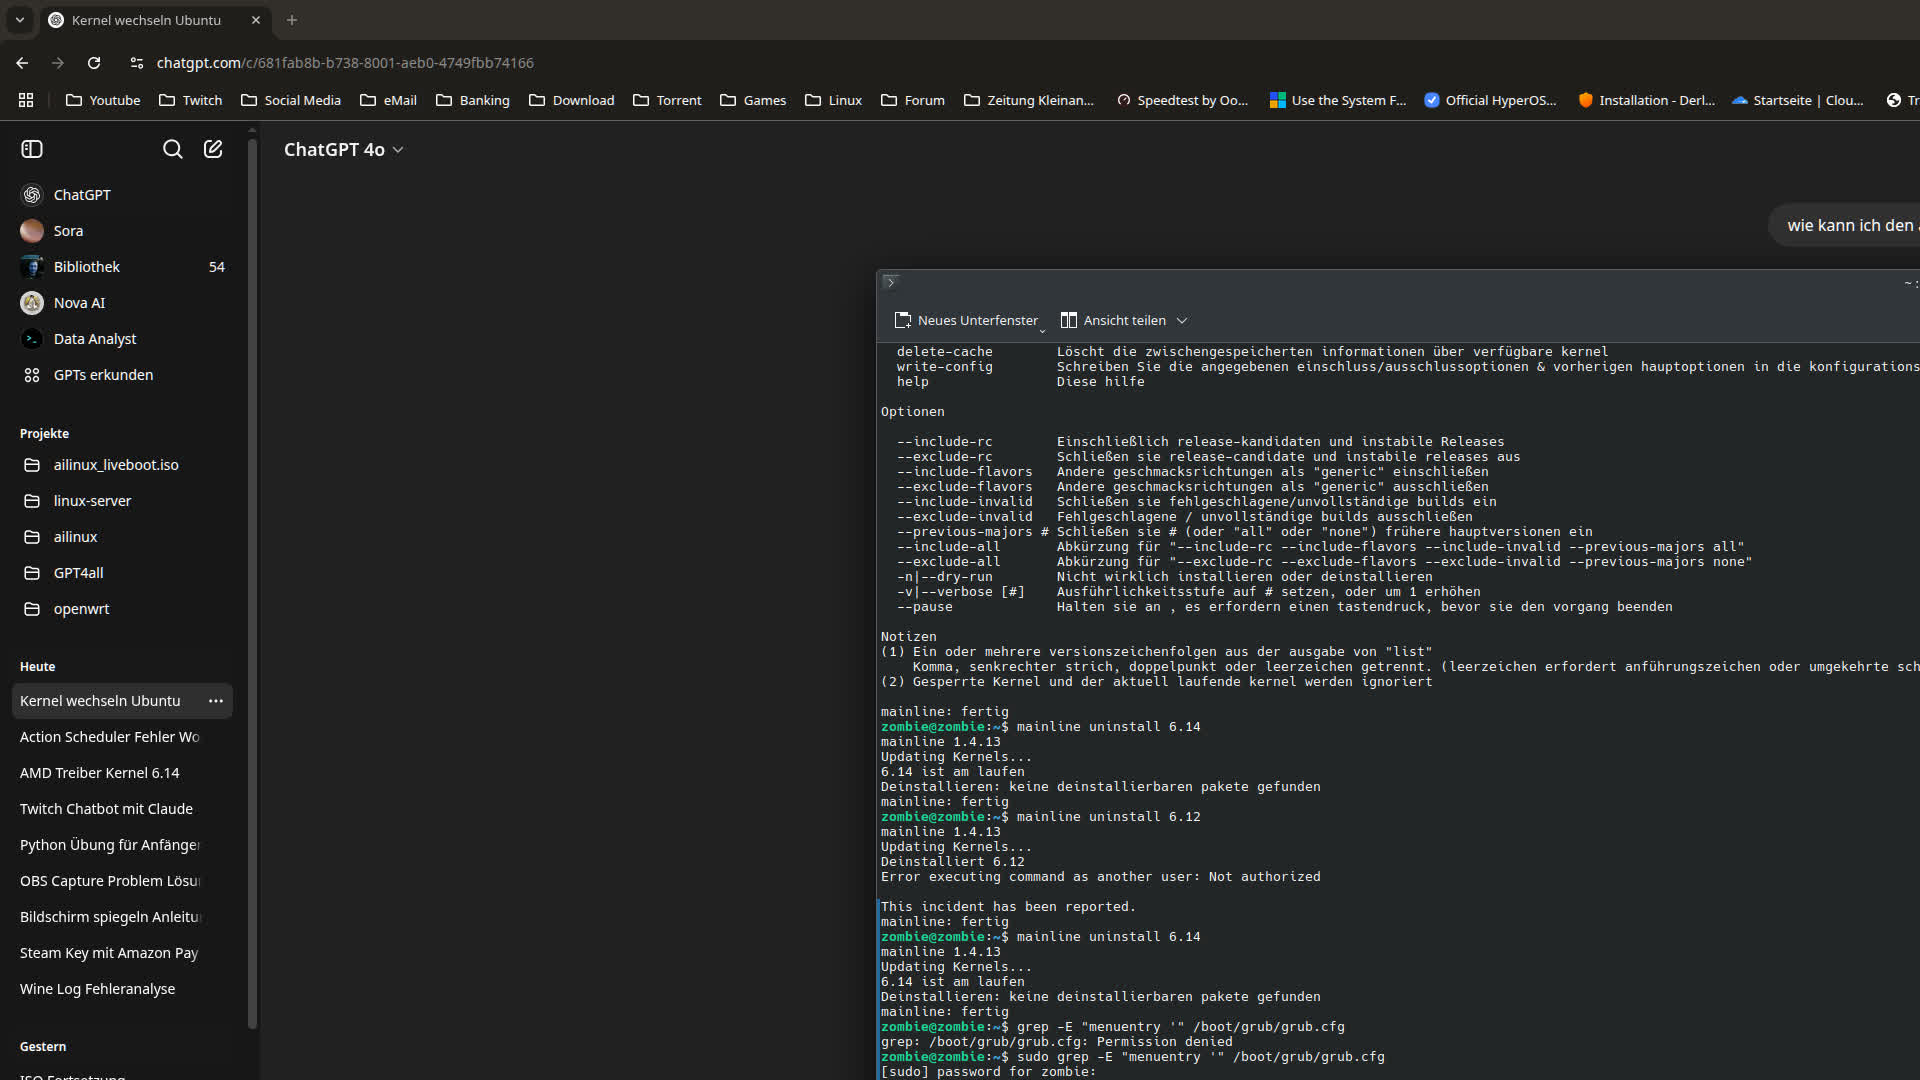 Kernel wechseln Ubuntu
chatgpt.com/c/681fab8b-b738-8001-aeb0-4749fbb74166
Youtube
Twitch
Social Media
eMail
Banking
Download
Torrent
Games
Linux
Forum
Zeitung Kleinan...
Speedtest by Oo...
Use the System F...
Official HyperOS...
Installation - Derl...
Startseite | Clou...
Tr
ChatGPT 4o
ChatGPT
Sora
Bibliothek 54
Nova AI
Data Analyst
GPTs erkunden
Projekte
ailinux_liveboot.iso
linux-server
ailinux
GPT4all
openwrt
Heute
Kernel wechseln Ubuntu
Action Scheduler Fehler Wo
AMD Treiber Kernel 6.14
Twitch Chatbot mit Claude
Python Übung für Anfänger
OBS Capture Problem Lösu
Bildschirm spiegeln Anleitu
Steam Key mit Amazon Pay
Wine Log Fehleranalyse
Gestern
ISO Fortsetzung
wie kann ich den a
~ :
Neues Unterfenster
Ansicht teilen
delete-cache Löscht die zwischengespeicherten informationen über verfügbare kernel
write-config Schreiben Sie die angegebenen einschluss/ausschlussoptionen & vorherigen hauptoptionen in die konfigurations
help Diese hilfe
Optionen
--include-rc Einschließlich release-kandidaten und instabile Releases
--exclude-rc Schließen sie release-candidate und instabile releases aus
--include-flavors Andere geschmacksrichtungen als "generic" einschließen
--exclude-flavors Andere geschmacksrichtungen als "generic" ausschließen
--include-invalid Schließen sie fehlgeschlagene/unvollständige builds ein
--exclude-invalid Fehlgeschlagene / unvollständige builds ausschließen
--previous-majors # Schließen sie # (oder "all" oder "none") frühere hauptversionen ein
--include-all Abkürzung für "--include-rc --include-flavors --include-invalid --previous-majors all"
--exclude-all Abkürzung für "--exclude-rc --exclude-flavors --exclude-invalid --previous-majors none"
-n|--dry-run Nicht wirklich installieren oder deinstallieren
-v|--verbose [#] Ausführlichkeitsstufe auf # setzen, oder um 1 erhöhen
--pause Halten sie an , es erfordern einen tastendruck, bevor sie den vorgang beenden
Notizen
(1) Ein oder mehrere versionszeichenfolgen aus der ausgabe von "list"
Komma, senkrechter strich, doppelpunkt oder leerzeichen getrennt. (leerzeichen erfordert anführungszeichen oder umgekehrte sch
(2) Gesperrte Kernel und der aktuell laufende kernel werden ignoriert
mainline: fertig
zombie@zombie:~$ mainline uninstall 6.14
mainline 1.4.13
Updating Kernels...
6.14 ist am laufen
Deinstallieren: keine deinstallierbaren pakete gefunden
mainline: fertig
zombie@zombie:~$ mainline uninstall 6.12
mainline 1.4.13
Updating Kernels...
Deinstalliert 6.12
Error executing command as another user: Not authorized
This incident has been reported.
mainline: fertig
zombie@zombie:~$ mainline uninstall 6.14
mainline 1.4.13
Updating Kernels...
6.14 ist am laufen
Deinstallieren: keine deinstallierbaren pakete gefunden
mainline: fertig
zombie@zombie:~$ grep -E "menuentry '" /boot/grub/grub.cfg
grep: /boot/grub/grub.cfg: Permission denied
zombie@zombie:~$ sudo grep -E "menuentry '" /boot/grub/grub.cfg
[sudo] password for zombie: